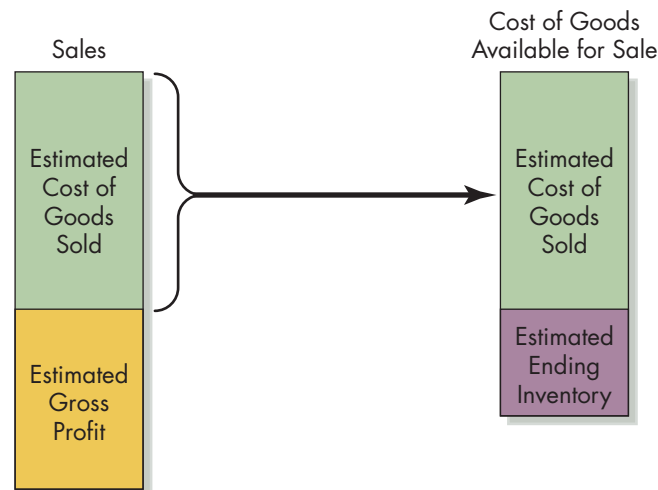 Sales
Estimated
Cost of
Goods
Sold
Estimated
Gross
Profit
Cost of Goods
Available for Sale
Estimated
Cost of
Goods
Sold
Estimated
Ending
Inventory